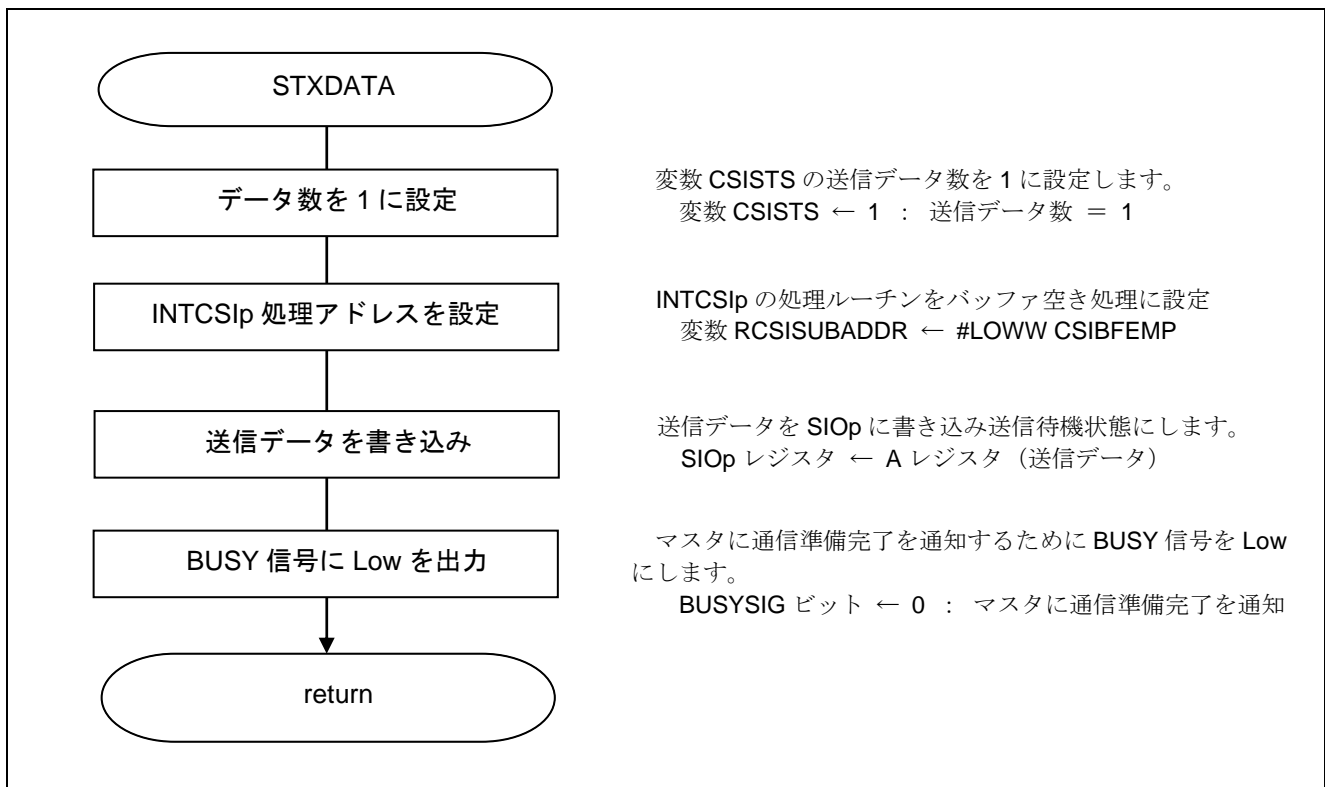 STXDATA
データ数を 1 に設定
変数 CSISTS の送信データ数を 1 に設定します。
変数 CSISTS ← 1 : 送信データ数 = 1
INTCSIp 処理アドレスを設定
INTCSIp の処理ルーチンをバッファ空き処理に設定
変数 RCSISUBADDR ← #LOWW CSIBFEMP
送信データを書き込み
送信データを SIOp に書き込み送信待機状態にします。
SIOp レジスタ ← A レジスタ（送信データ）
BUSY 信号に Low を出力
マスタに通信準備完了を通知するために BUSY 信号を Low
にします。
BUSYSIG ビット ← 0 : マスタに通信準備完了を通知
return